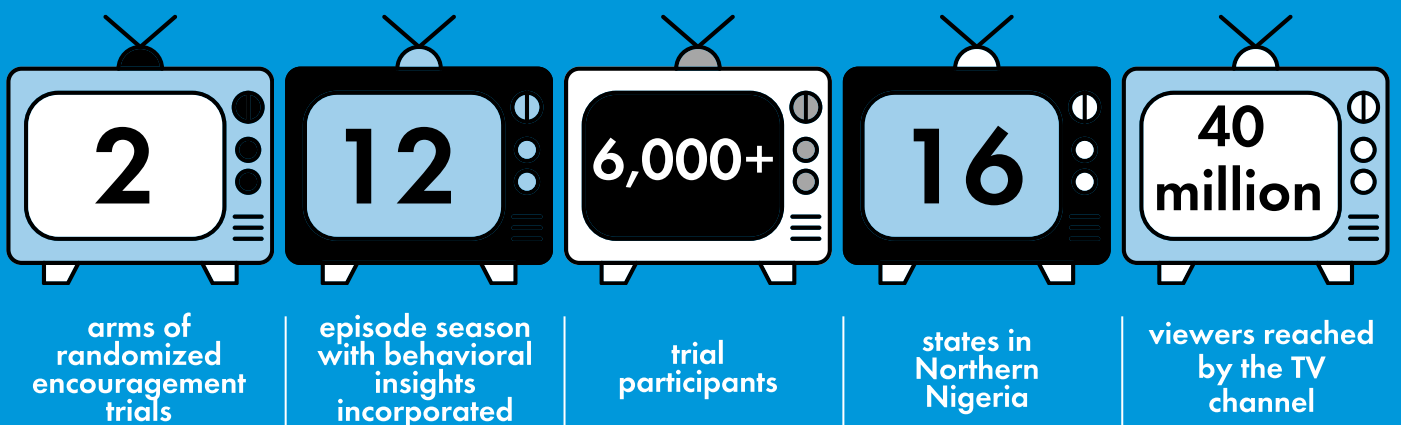 2
arms of
randomized
encouragement
trials
12
episode season
with behavioral
insights
incorporated
6,000+
trial
participants
16
states in
Northern
Nigeria
40
million
viewers reached
by the TV
channel